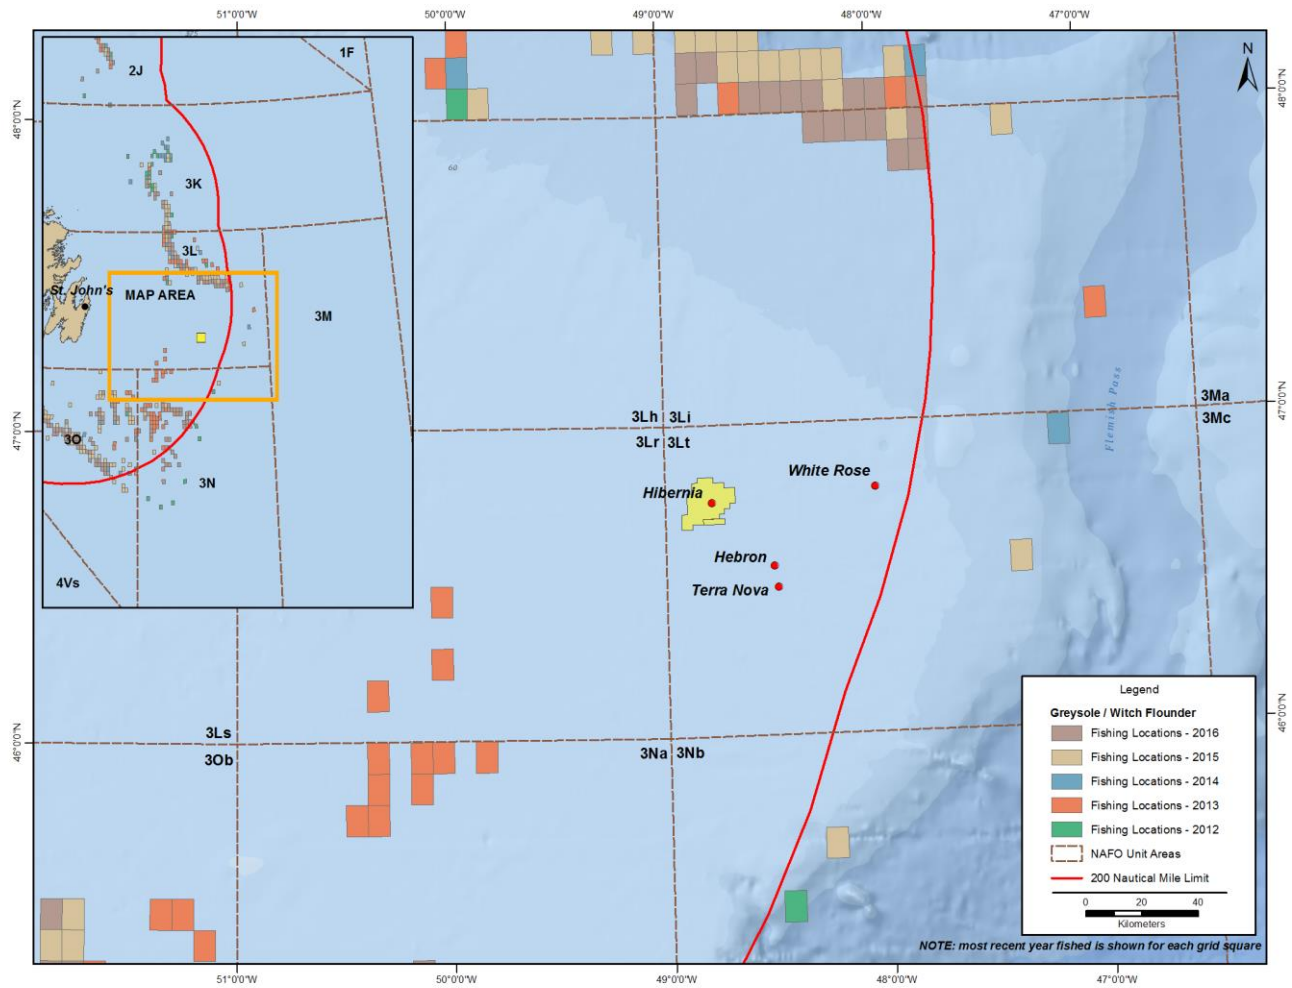 51°0'0"W
50°0'0"W
49°0'0"W
48°0'0"W
47°0'0"W
N
48°0'0"N
48°0'0"N
47°0'0"N
47°0'0"N
46°0'0"N
46°0'0"N
2J
1F
3K
3L
St. John's
MAP AREA
3M
3O
3N
4Vs
60
Flemish Pass
3Ma
3Mc
3Lh
3Li
3Lr
3Lt
White Rose
Hibernia
Hebron
Terra Nova
3Ls
3Ob
3Na
3Nb
Legend
Greysole / Witch Flounder
Fishing Locations - 2016
Fishing Locations - 2015
Fishing Locations - 2014
Fishing Locations - 2013
Fishing Locations - 2012
NAFO Unit Areas
200 Nautical Mile Limit
0 20 40
Kilometers
NOTE: most recent year fished is shown for each grid square
51°0'0"W
50°0'0"W
49°0'0"W
48°0'0"W
47°0'0"W